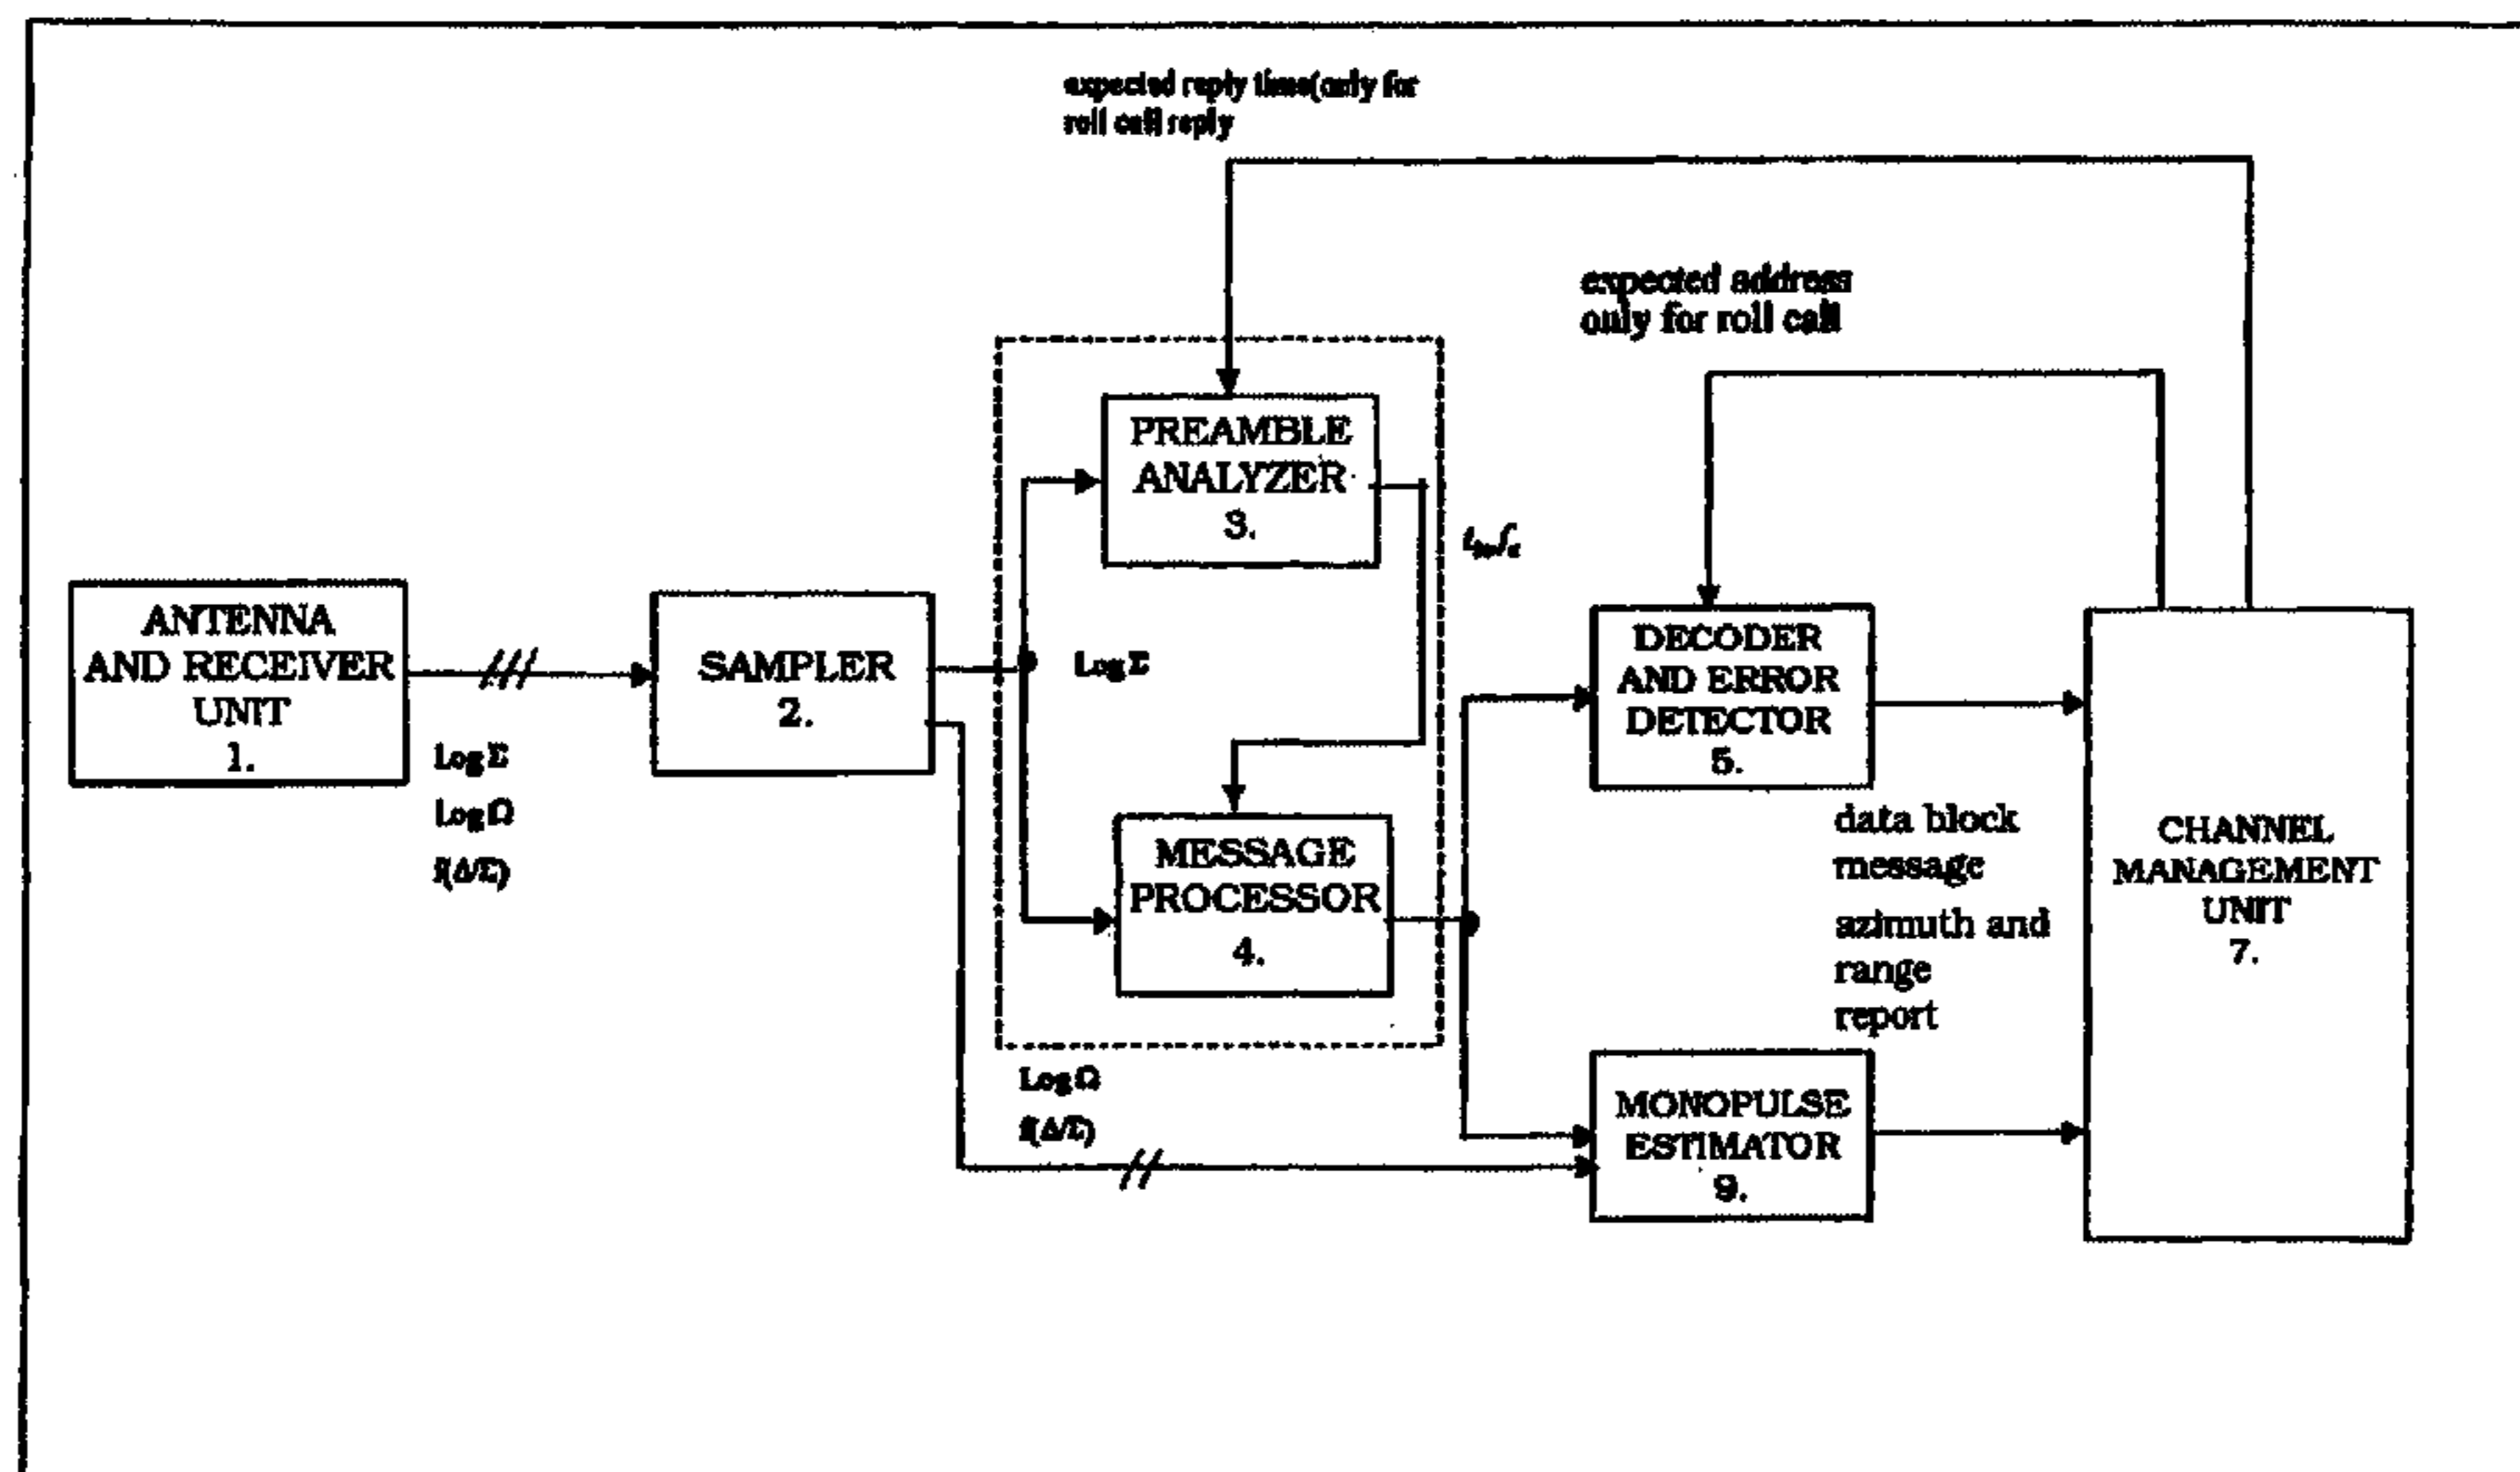 expected reply time(only for
roll call reply
expected address
only for roll call
PREAMBLE
ANALYZER
3.
ANTENNA
AND RECEIVER
UNIT
1.
Log Σ
Log Ω
f(Δ/Σ)
SAMPLER
2.
Log Σ
MESSAGE
PROCESSOR
4.
Log Ω
f(Δ/Σ)
DECODER
AND ERROR
DETECTOR
5.
data block
message
azimuth and
range
report
MONOPULSE
ESTIMATOR
9.
CHANNEL
MANAGEMENT
UNIT
7.